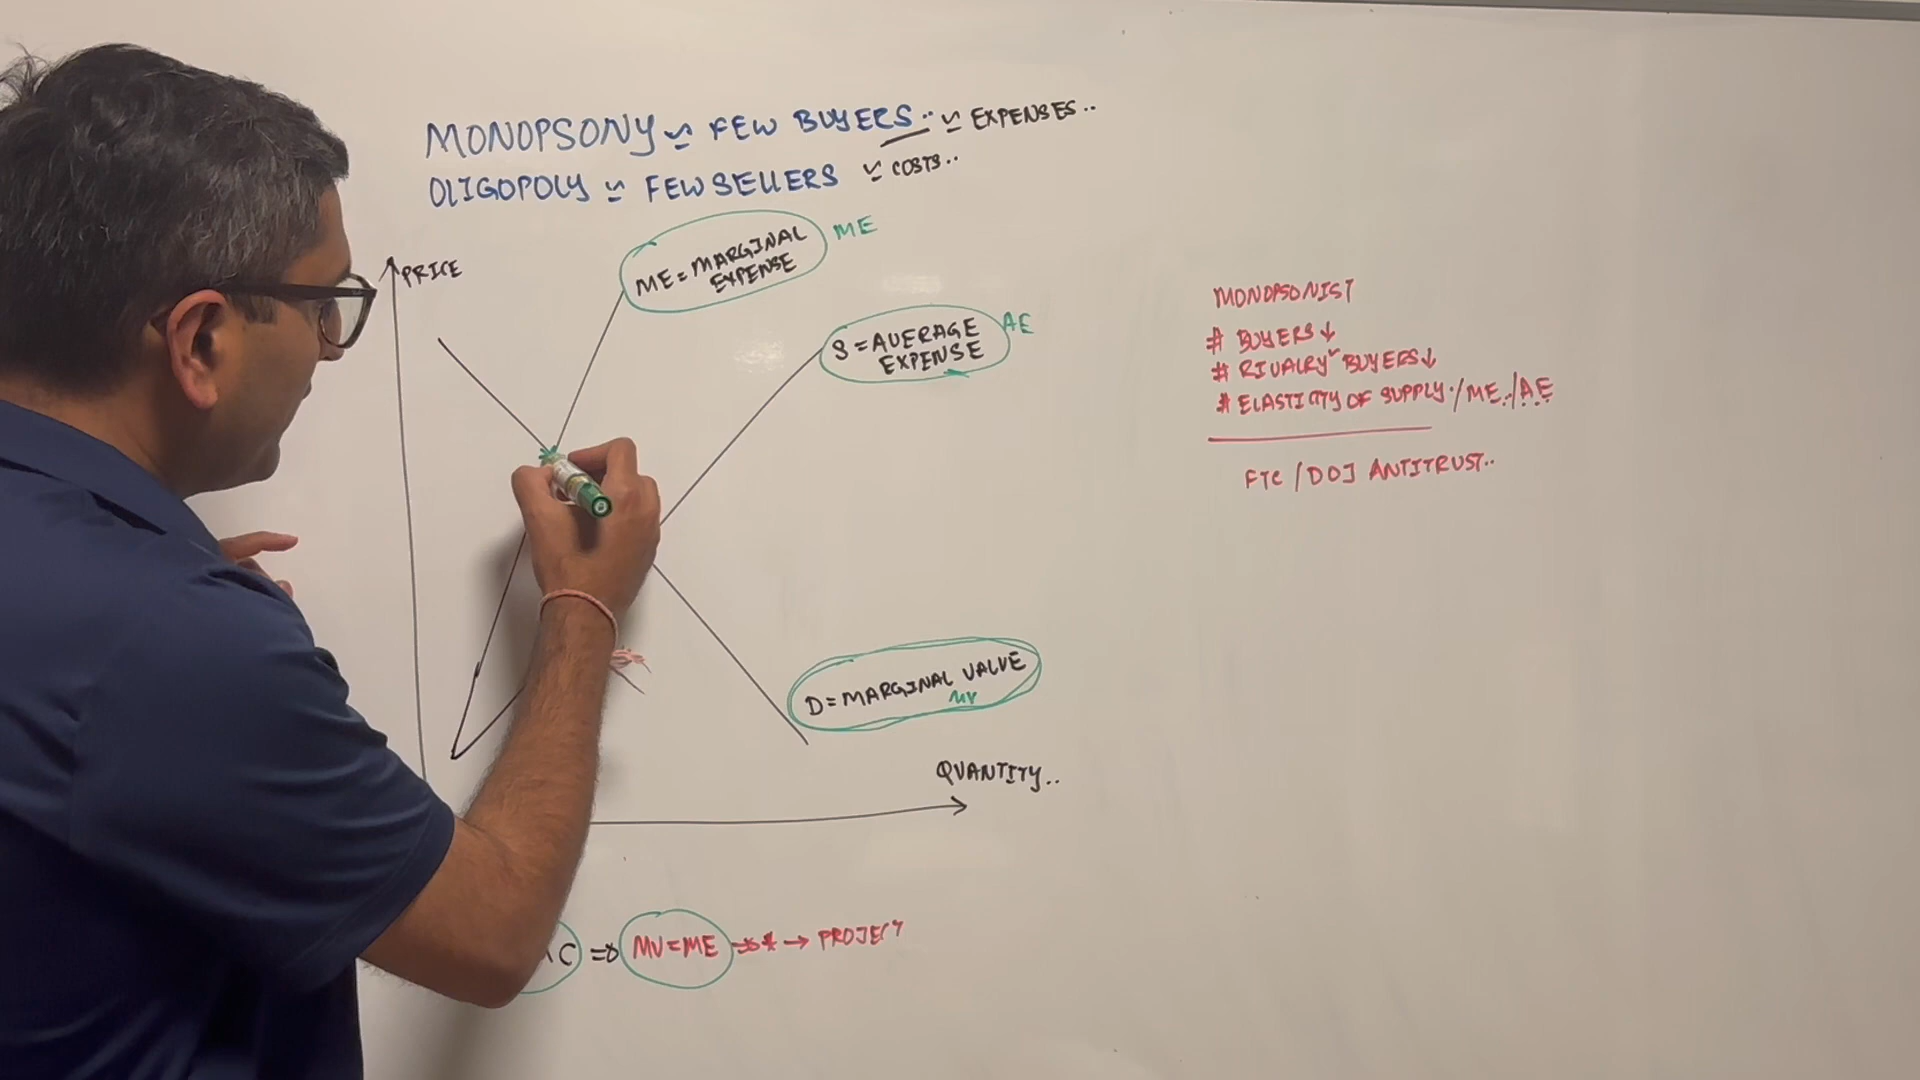 MONOPSONY ≌ FEW BUYERS.. ≌ EXPENSES..
OLIGOPOLY ≌ FEW SELLERS ≌ COSTS..
PRICE
ME = MARGINAL
EXPENSE
ME
S = AVERAGE
EXPENSE
AE
D = MARGINAL VALUE
MV
QUANTITY..
C => MV = ME => * → PROJECT
MONOPSONIST
# BUYERS ↓
# RIVALRY BUYERS ↓
# ELASTICITY OF SUPPLY./ME./AE
FTC / DOJ ANTITRUST..